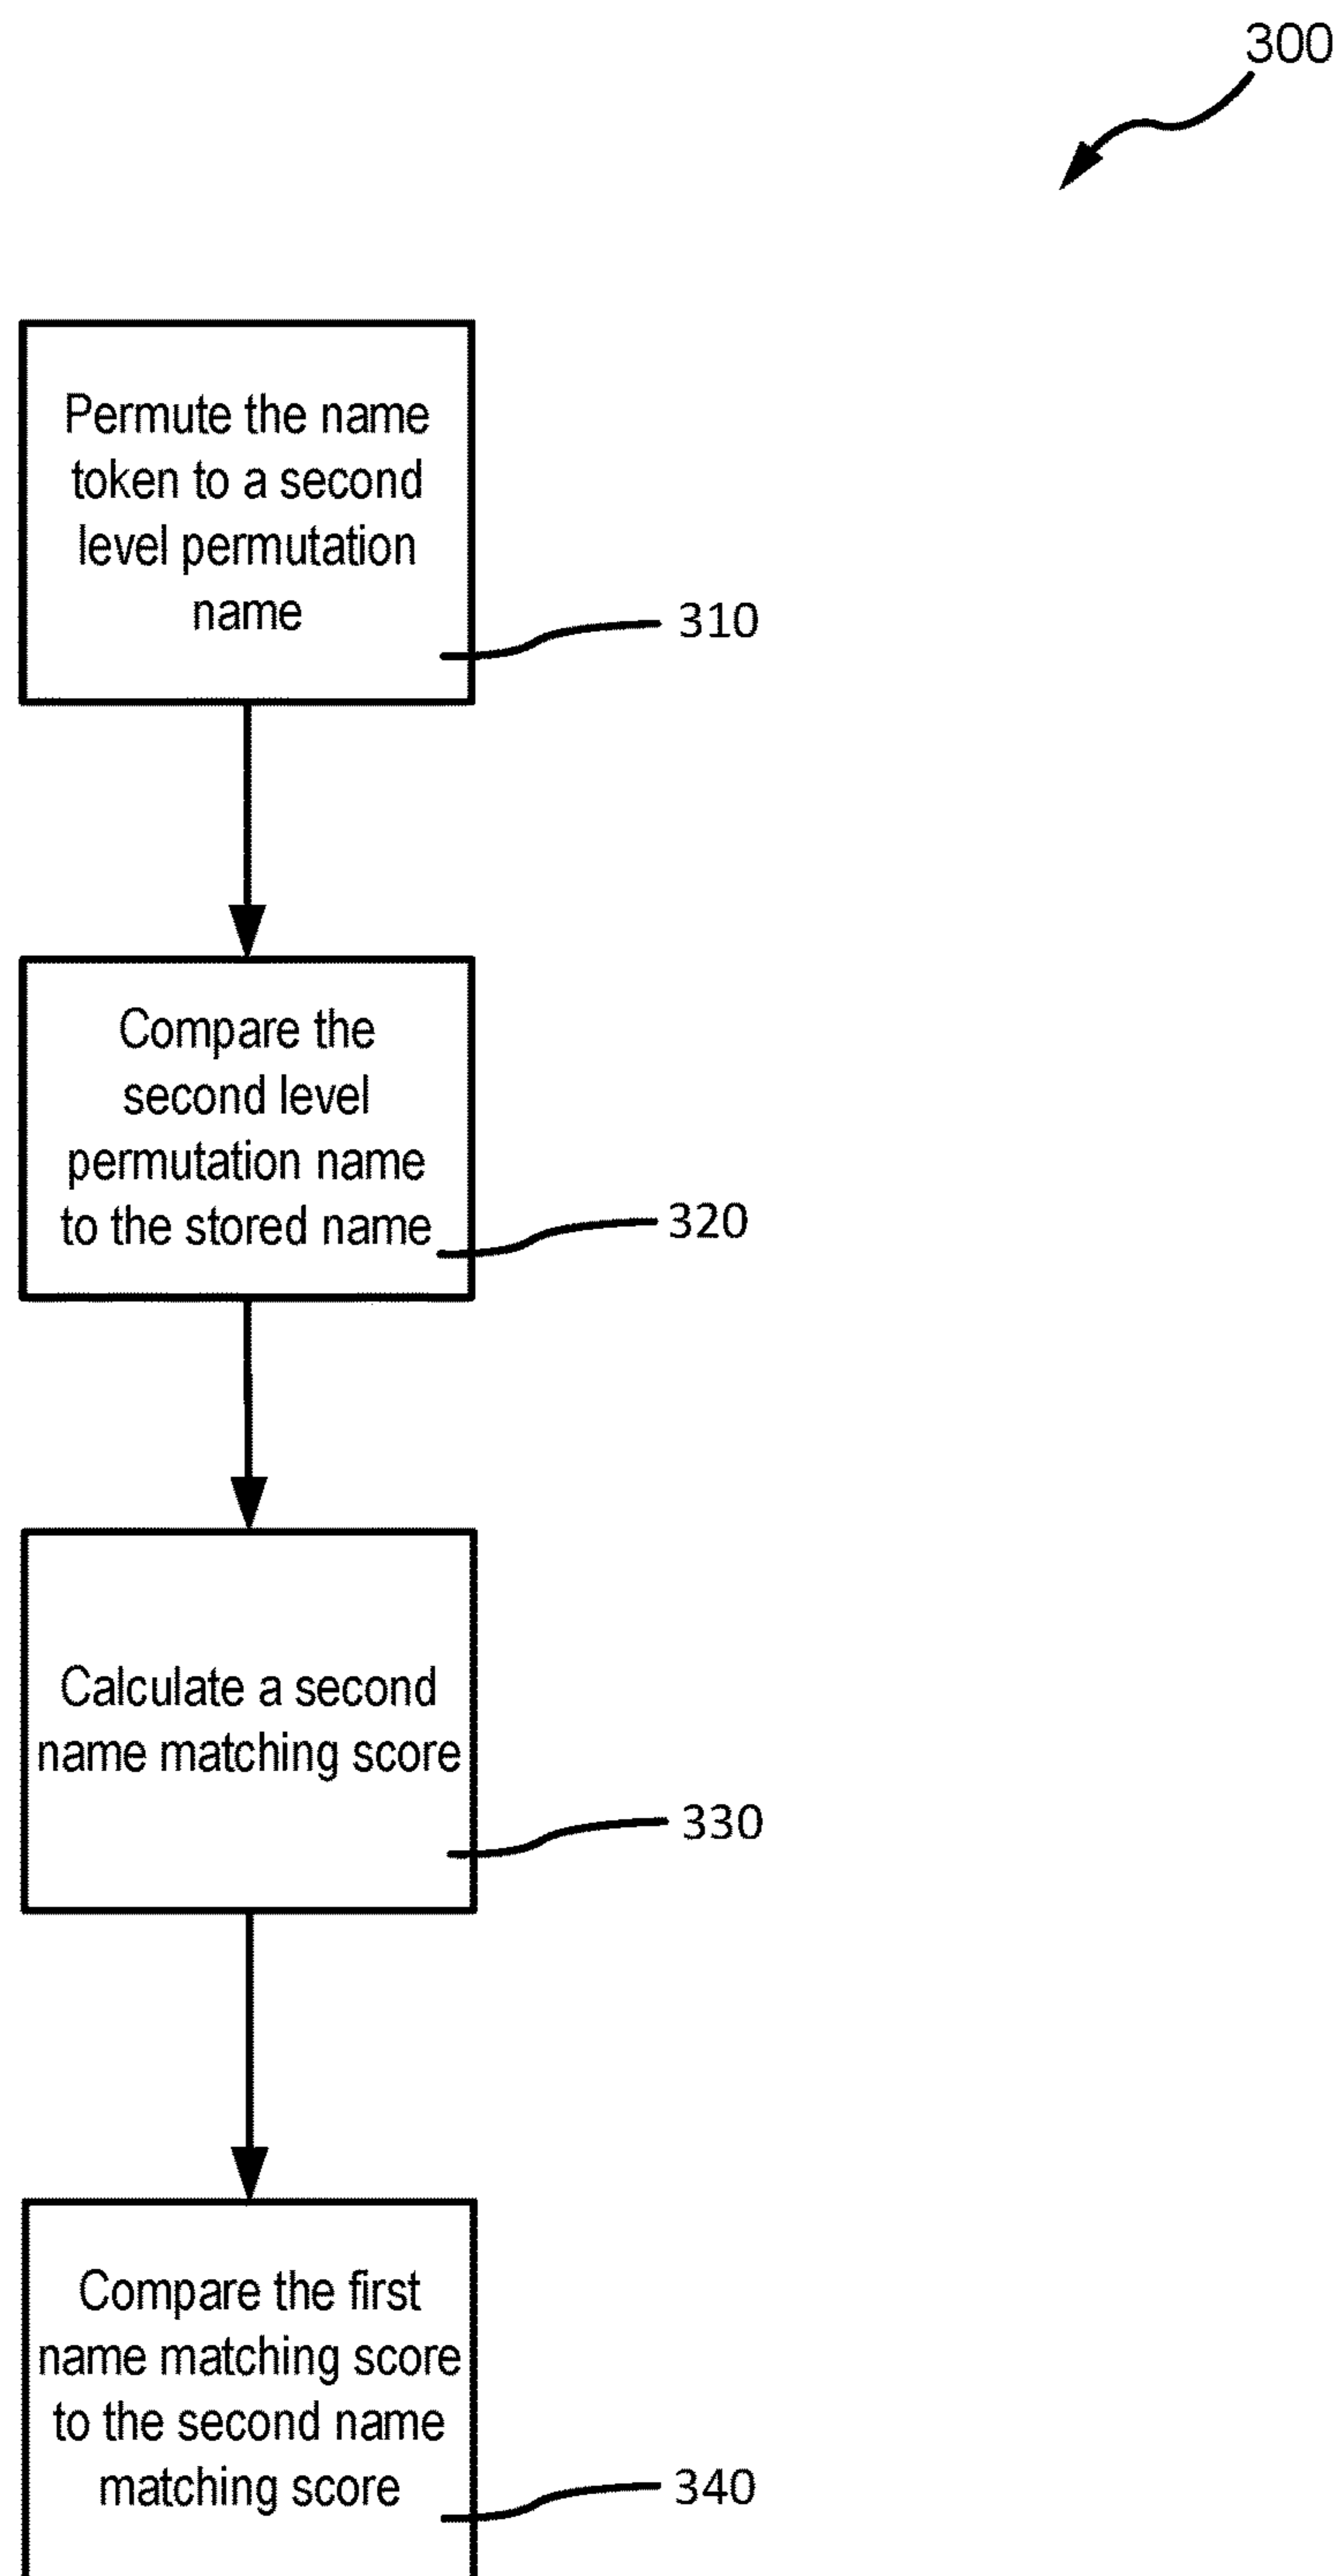 300
Permute the name
token to a second
level permutation
name
310
Compare the
second level
permutation name
to the stored name
320
Calculate a second
name matching score
330
Compare the first
name matching score
to the second name
matching score
340